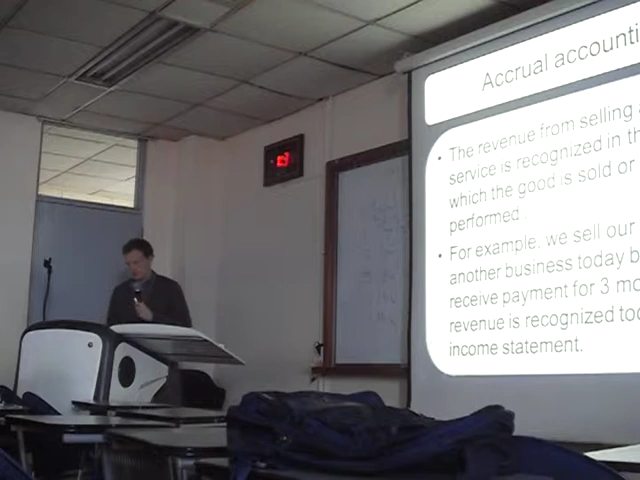 Accrual accounti
• The revenue from selling
service is recognized in th
which the good is sold or
performed.
• For example, we sell our
another business today b
receive payment for 3 mo
revenue is recognized tod
income statement.